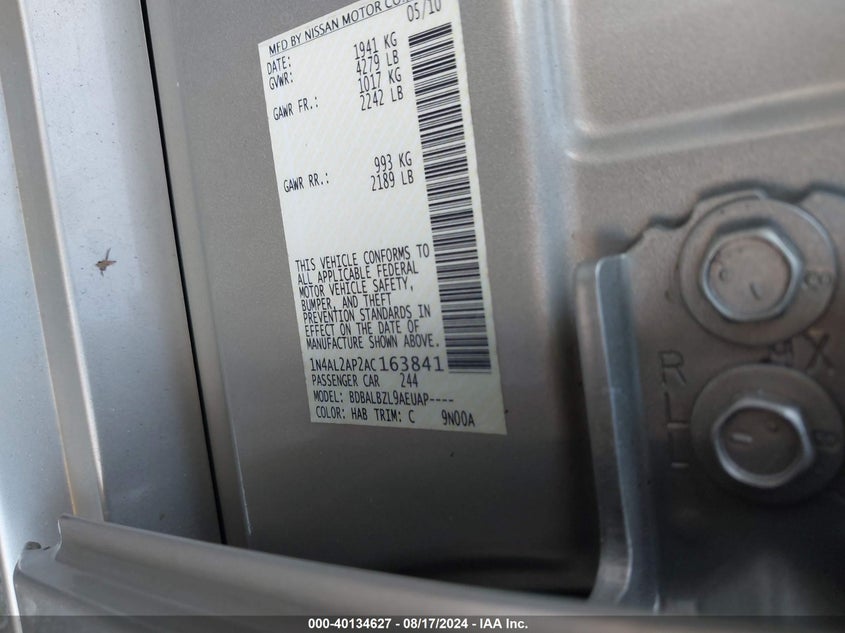 MFD BY NISSAN MOTOR CO.
DATE: 05/10
GVWR: 1941 KG
4279 LB
GAWR FR.: 1017 KG
2242 LB
GAWR RR.: 993 KG
2189 LB
THIS VEHICLE CONFORMS TO
ALL APPLICABLE FEDERAL
MOTOR VEHICLE SAFETY,
BUMPER, AND THEFT
PREVENTION STANDARDS IN
EFFECT ON THE DATE OF
MANUFACTURE SHOWN ABOVE.
1N4AL2AP2AC163841
PASSENGER CAR 244
MODEL: BDBALBZL9AEUAP----
COLOR: HAB TRIM: C 9N00A
RLL
8
000-40134627 - 08/17/2024 - IAA Inc.